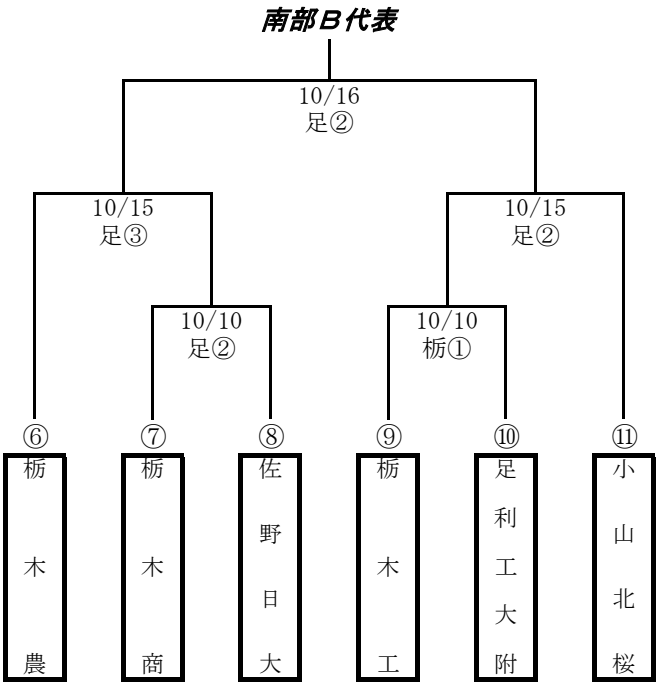 南部B代表
10/16
足②
10/15
足③
10/15
足②
10/10
足②
10/10
栃①
⑥
⑦
⑧
⑨
⑩
⑪
栃木農
栃木商
佐野日大
栃木工
足利工大附
小山北桜